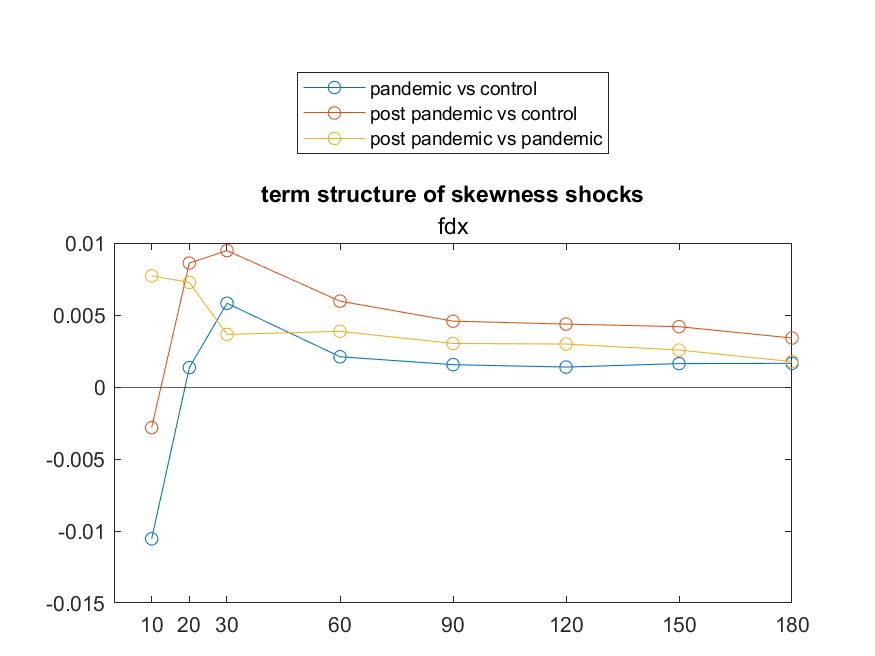 pandemic vs control
post pandemic vs control
post pandemic vs pandemic
term structure of skewness shocks
fdx
0.01
0.005
0
-0.005
-0.01
-0.015
10 20 30 60 90 120 150 180